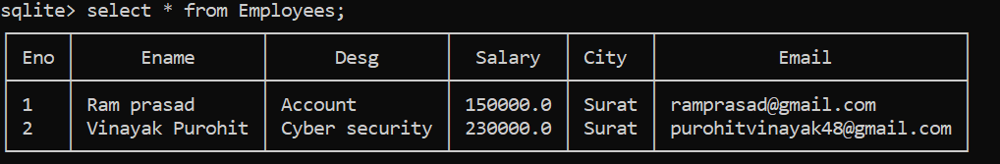 sqlite> select * from Employees;
Eno Ename Desg Salary City Email
1 Ram prasad Account 150000.0 Surat ramprasad@gmail.com
2 Vinayak Purohit Cyber security 230000.0 Surat purohitvinayak48@gmail.com